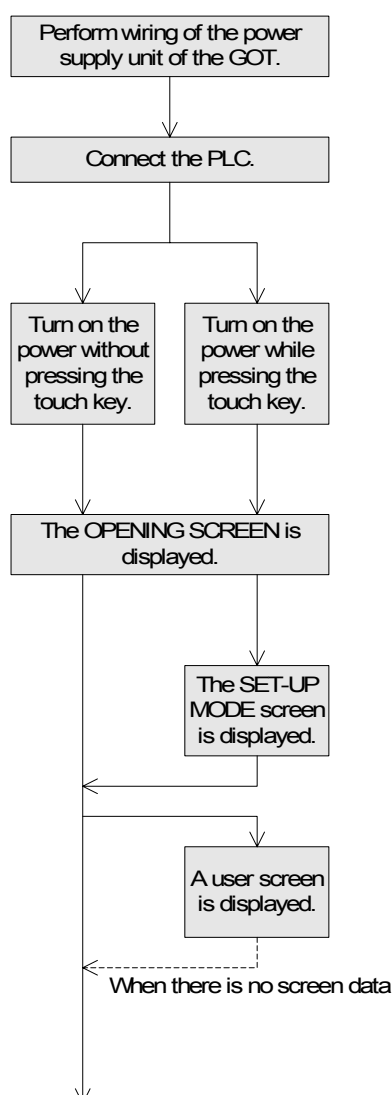 Perform wiring of the power
supply unit of the GOT.
Connect the PLC.
Turn on the
power without
pressing the
touch key.
Turn on the
power while
pressing the
touch key.
The OPENING SCREEN is
displayed.
The SET-UP
MODE screen
is displayed.
A user screen
is displayed.
When there is no screen data